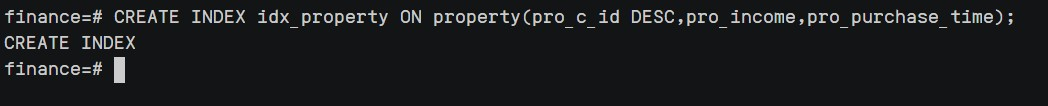 finance=# CREATE INDEX idx_property ON property(pro_c_id DESC,pro_income,pro_purchase_time);
CREATE INDEX
finance=#